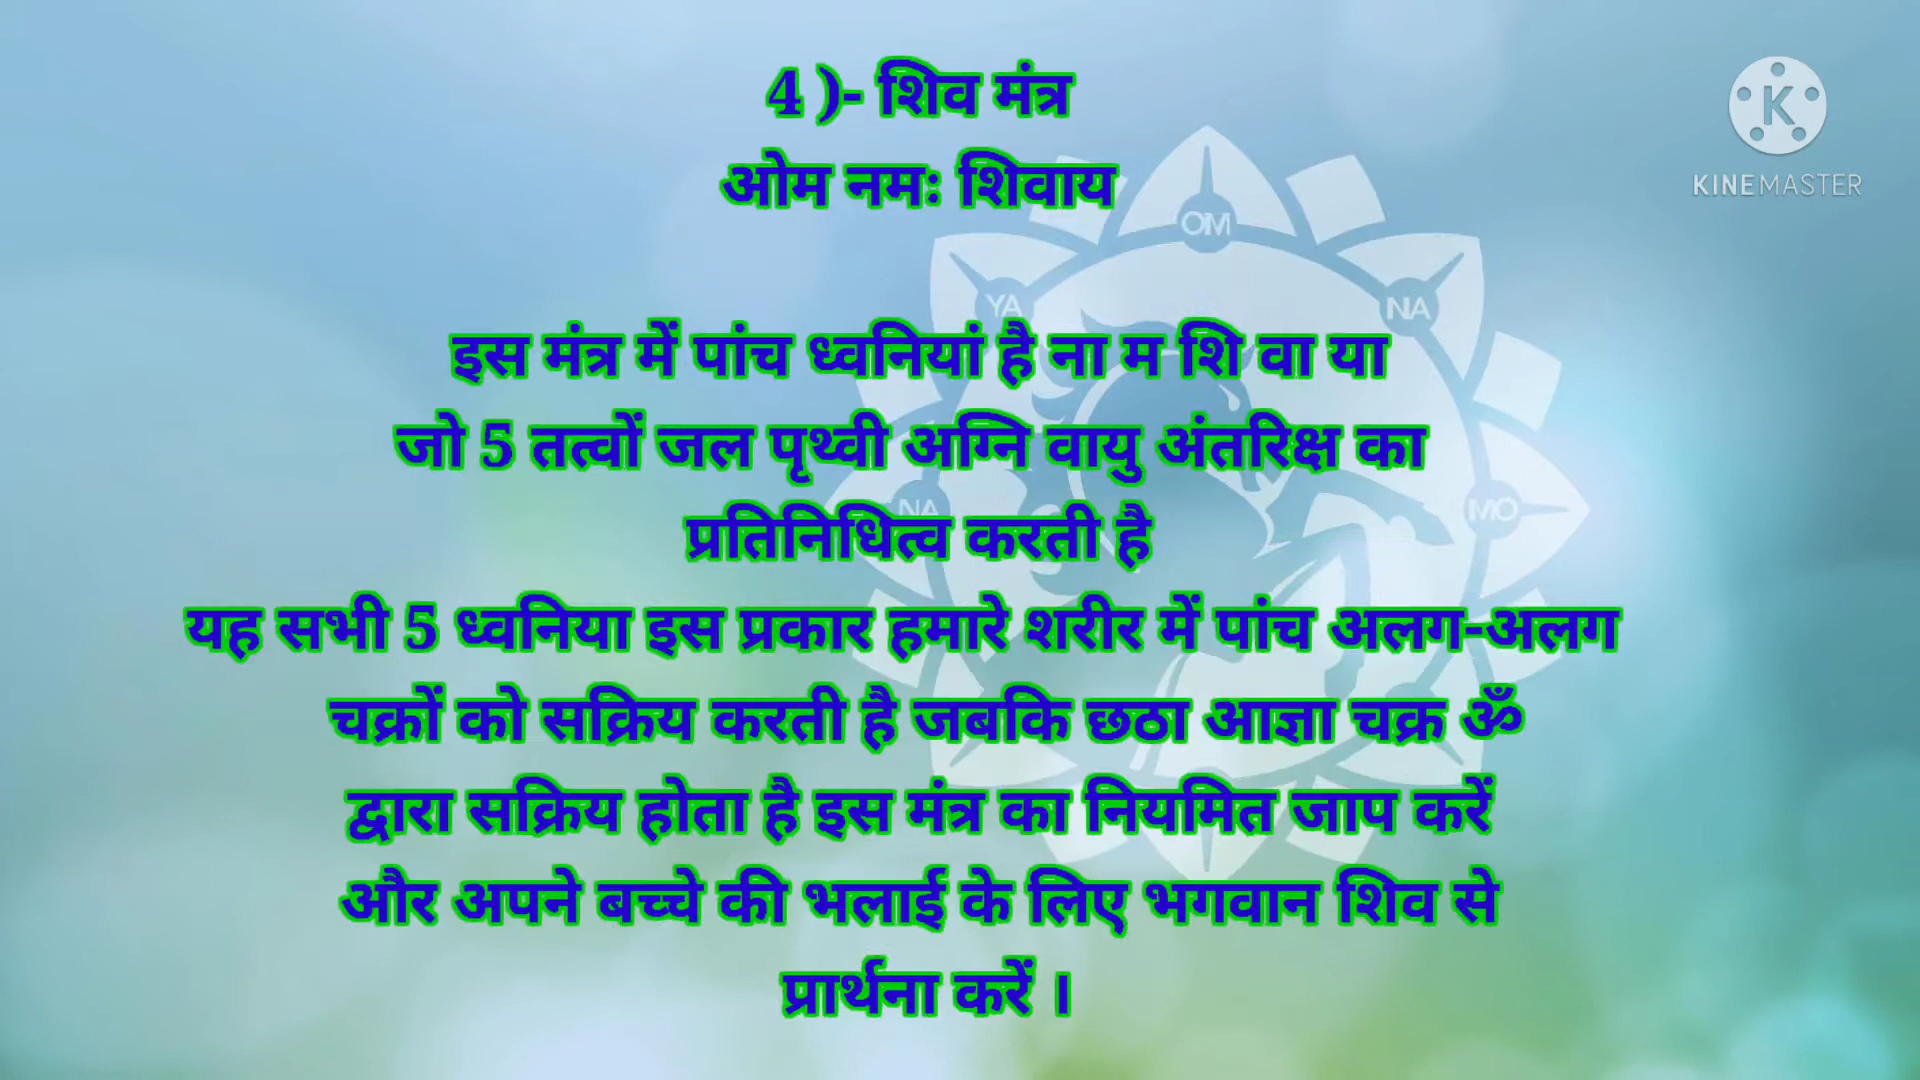 4 )- शिव मंत्र
ओम नमः शिवाय
इस मंत्र में पांच ध्वनियां है ना म शि वा या
जो 5 तत्वों जल पृथ्वी अग्नि वायु अंतरिक्ष का
प्रतिनिधित्व करती है
यह सभी 5 ध्वनिया इस प्रकार हमारे शरीर में पांच अलग-अलग
चक्रों को सक्रिय करती है जबकि छठा आज्ञा चक्र ॐ
द्वारा सक्रिय होता है इस मंत्र का नियमित जाप करें
और अपने बच्चे की भलाई के लिए भगवान शिव से
प्रार्थना करें ।
K
KINEMASTER
OM
YA
NA
NA
MO